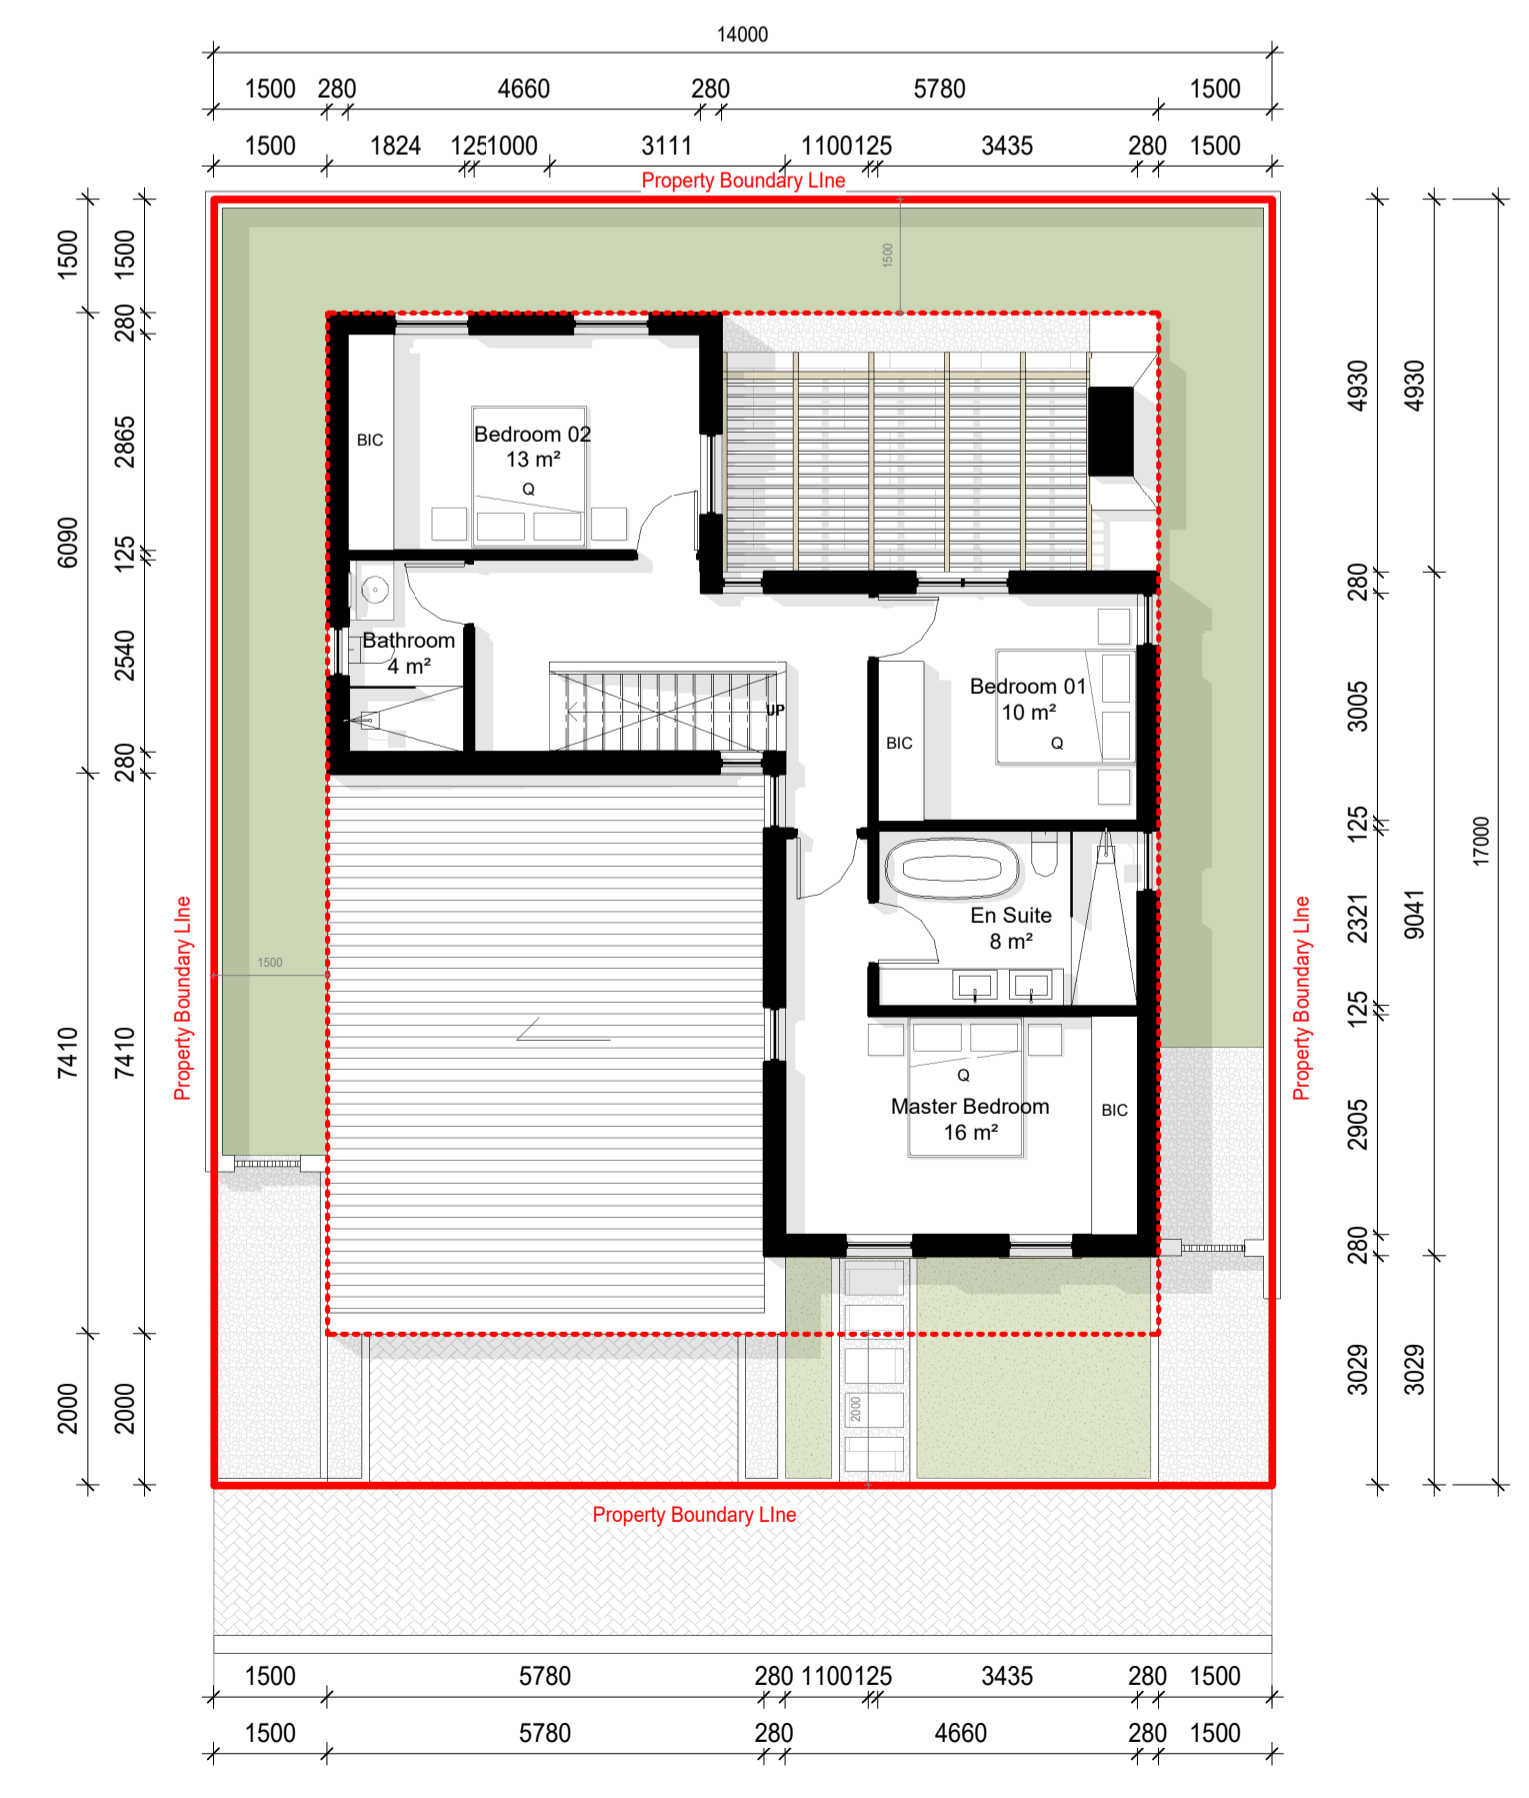 14000
1500 280 4660 280 5780 1500
1500 1824 125 1000 3111 1100 125 3435 280 1500
Property Boundary LIne
1500
1500
280
2865
125
2540
280
7410
2000
1500
6090
7410
2000
4930
280
3005
125
2321
125
2905
280
3029
4930
9041
3029
17000
1500
BIC
Bedroom 02
13 m²
Q
Bathroom
4 m²
UP
Bedroom 01
10 m²
Q
BIC
En Suite
8 m²
Q
Master Bedroom
16 m²
BIC
Property Boundary LIne
1500
Property Boundary LIne
2000
Property Boundary LIne
1500 5780 280 1100 125 3435 280 1500
1500 5780 280 4660 280 1500